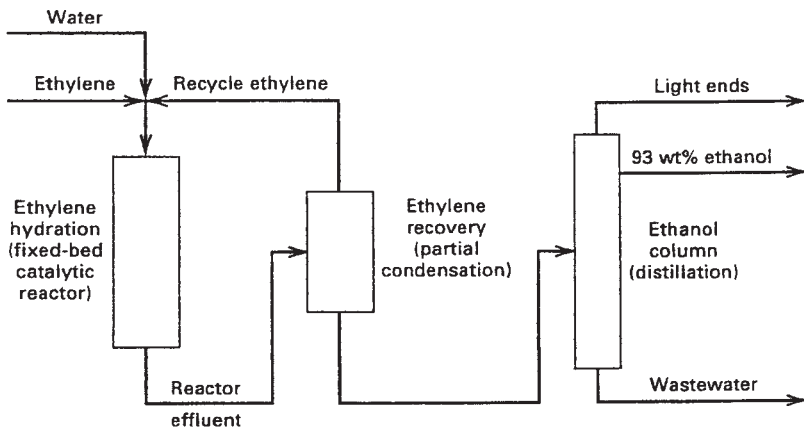 Water
Ethylene
Recycle ethylene
Light ends
93 wt% ethanol
Ethylene
hydration
(fixed-bed
catalytic
reactor)
Ethylene
recovery
(partial
condensation)
Ethanol
column
(distillation)
Reactor
effluent
Wastewater